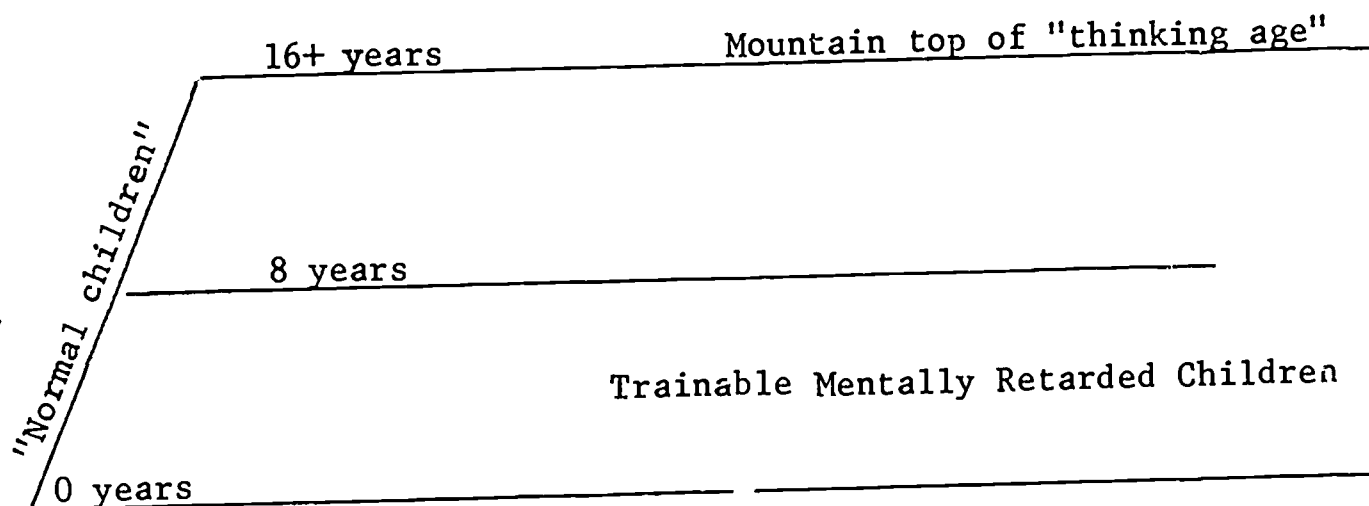 16+ years Mountain top of "thinking age"
"Normal children"
8 years
Trainable Mentally Retarded Children
0 years